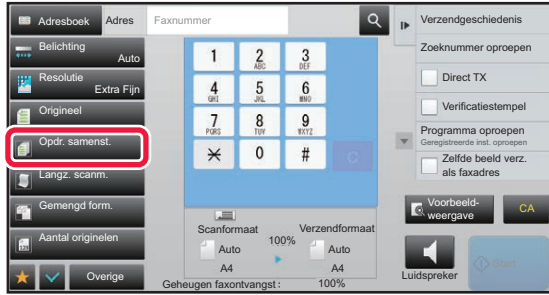 Adresboek
Adres
Faxnummer
Verzendgeschiedenis
Belichting
Auto
Zoeknummer oproepen
Resolutie
Extra Fijn
Direct TX
Origineel
Verificatiestempel
Opdr. samenst.
Programma oproepen
Geregistreerde inst. oproepen
Langz. scanm.
Zelfde beeld verz.
als faxadres
Gemengd form.
Aantal originelen
Overige
1
2 ABC
3 DEF
4 GHI
5 JKL
6 MNO
7 PQRS
8 TUV
9 WXYZ
0
#
C
Scanformaat
Verzendformaat
Auto
100%
Auto
A4
A4
Geheugen faxontvangst : 100%
Voorbeeld-
weergave
CA
Luidspreker
Start